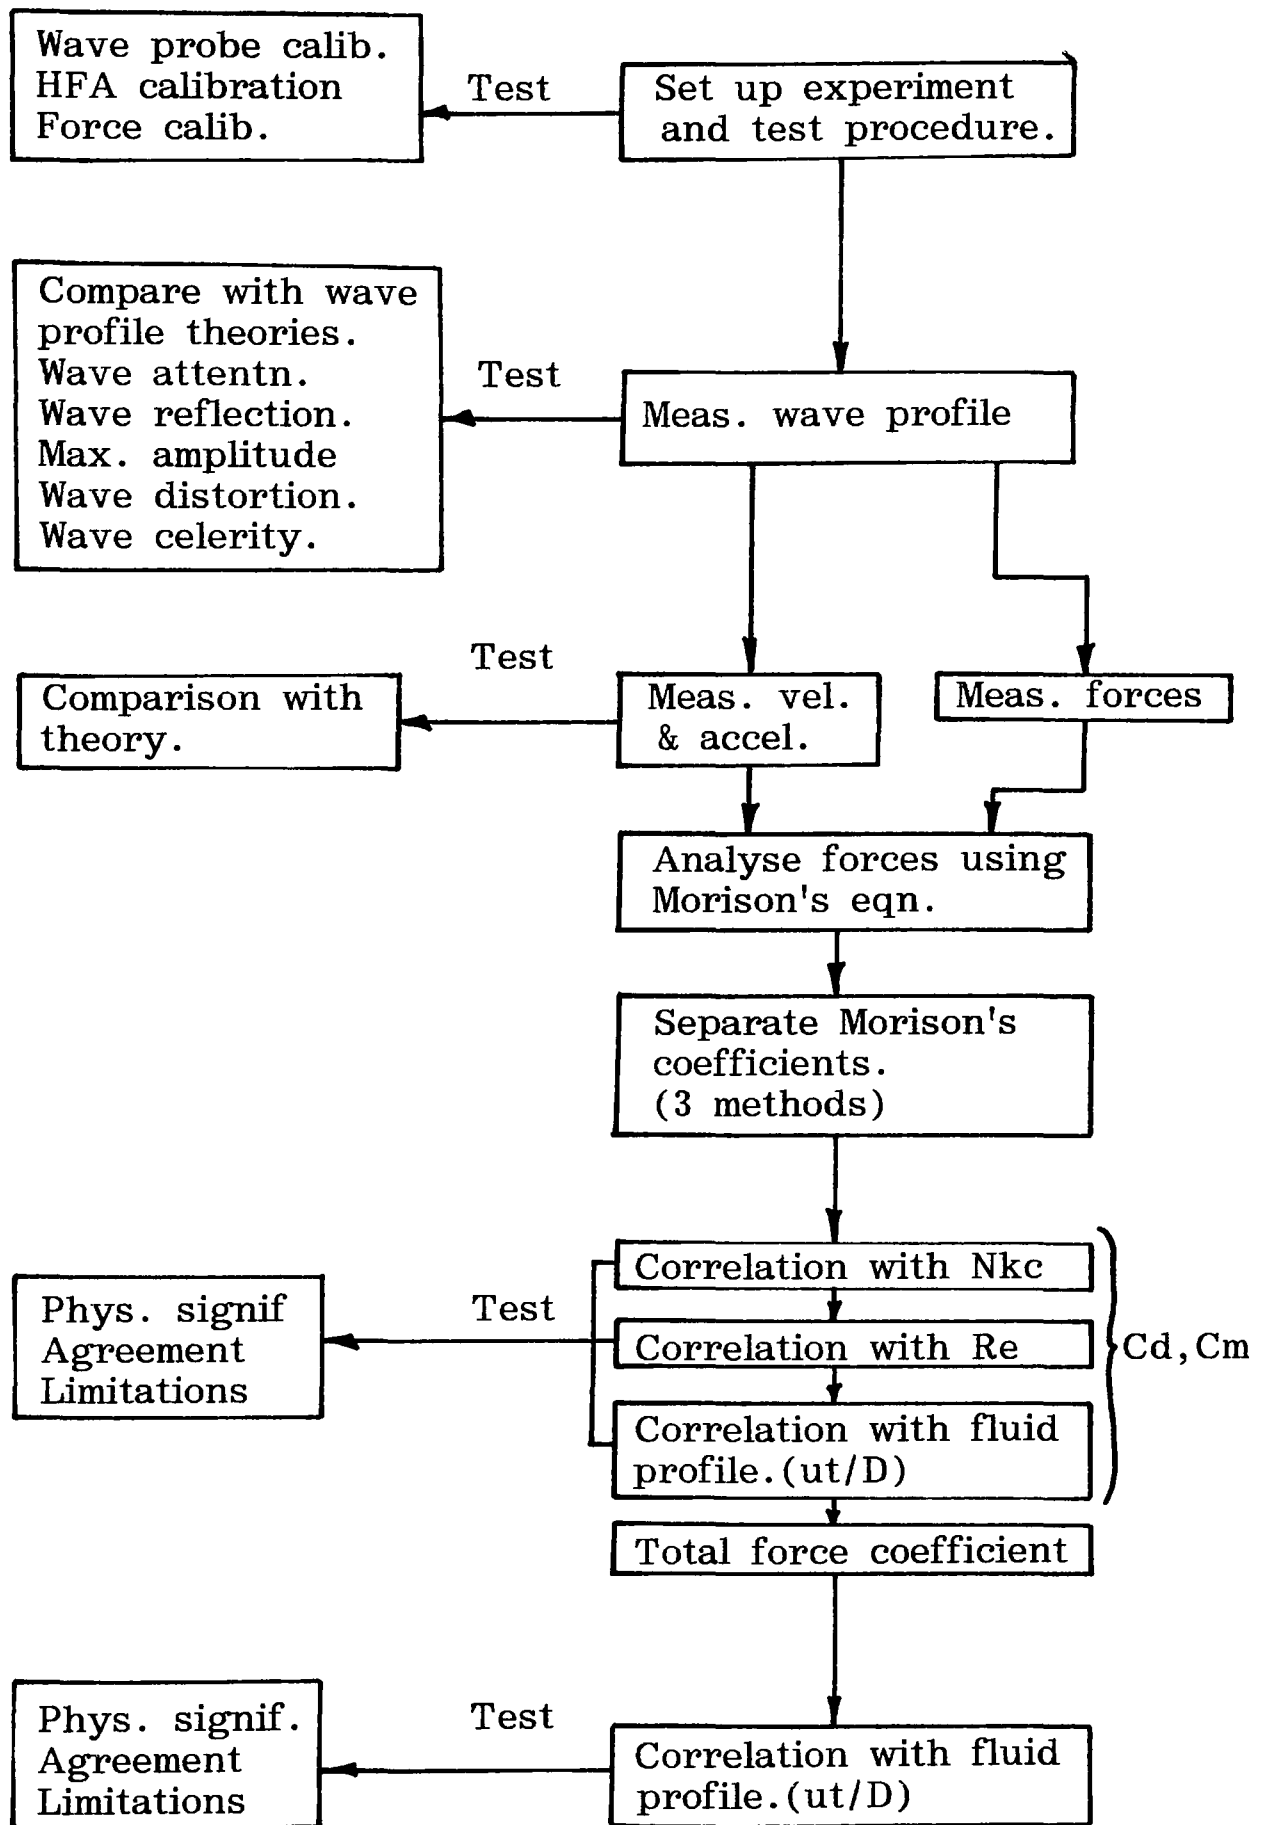 Wave probe calib.
HFA calibration
Force calib.
Test
Set up experiment
and test procedure.
Compare with wave
profile theories.
Wave attentn.
Wave reflection.
Max. amplitude
Wave distortion.
Wave celerity.
Test
Meas. wave profile
Test
Comparison with
theory.
Meas. vel.
& accel.
Meas. forces
Analyse forces using
Morison's eqn.
Separate Morison's
coefficients.
(3 methods)
Correlation with Nkc
Phys. signif
Agreement
Limitations
Test
Correlation with Re
Cd,Cm
Correlation with fluid
profile.(ut/D)
Total force coefficient
Phys. signif.
Agreement
Limitations
Test
Correlation with fluid
profile.(ut/D)